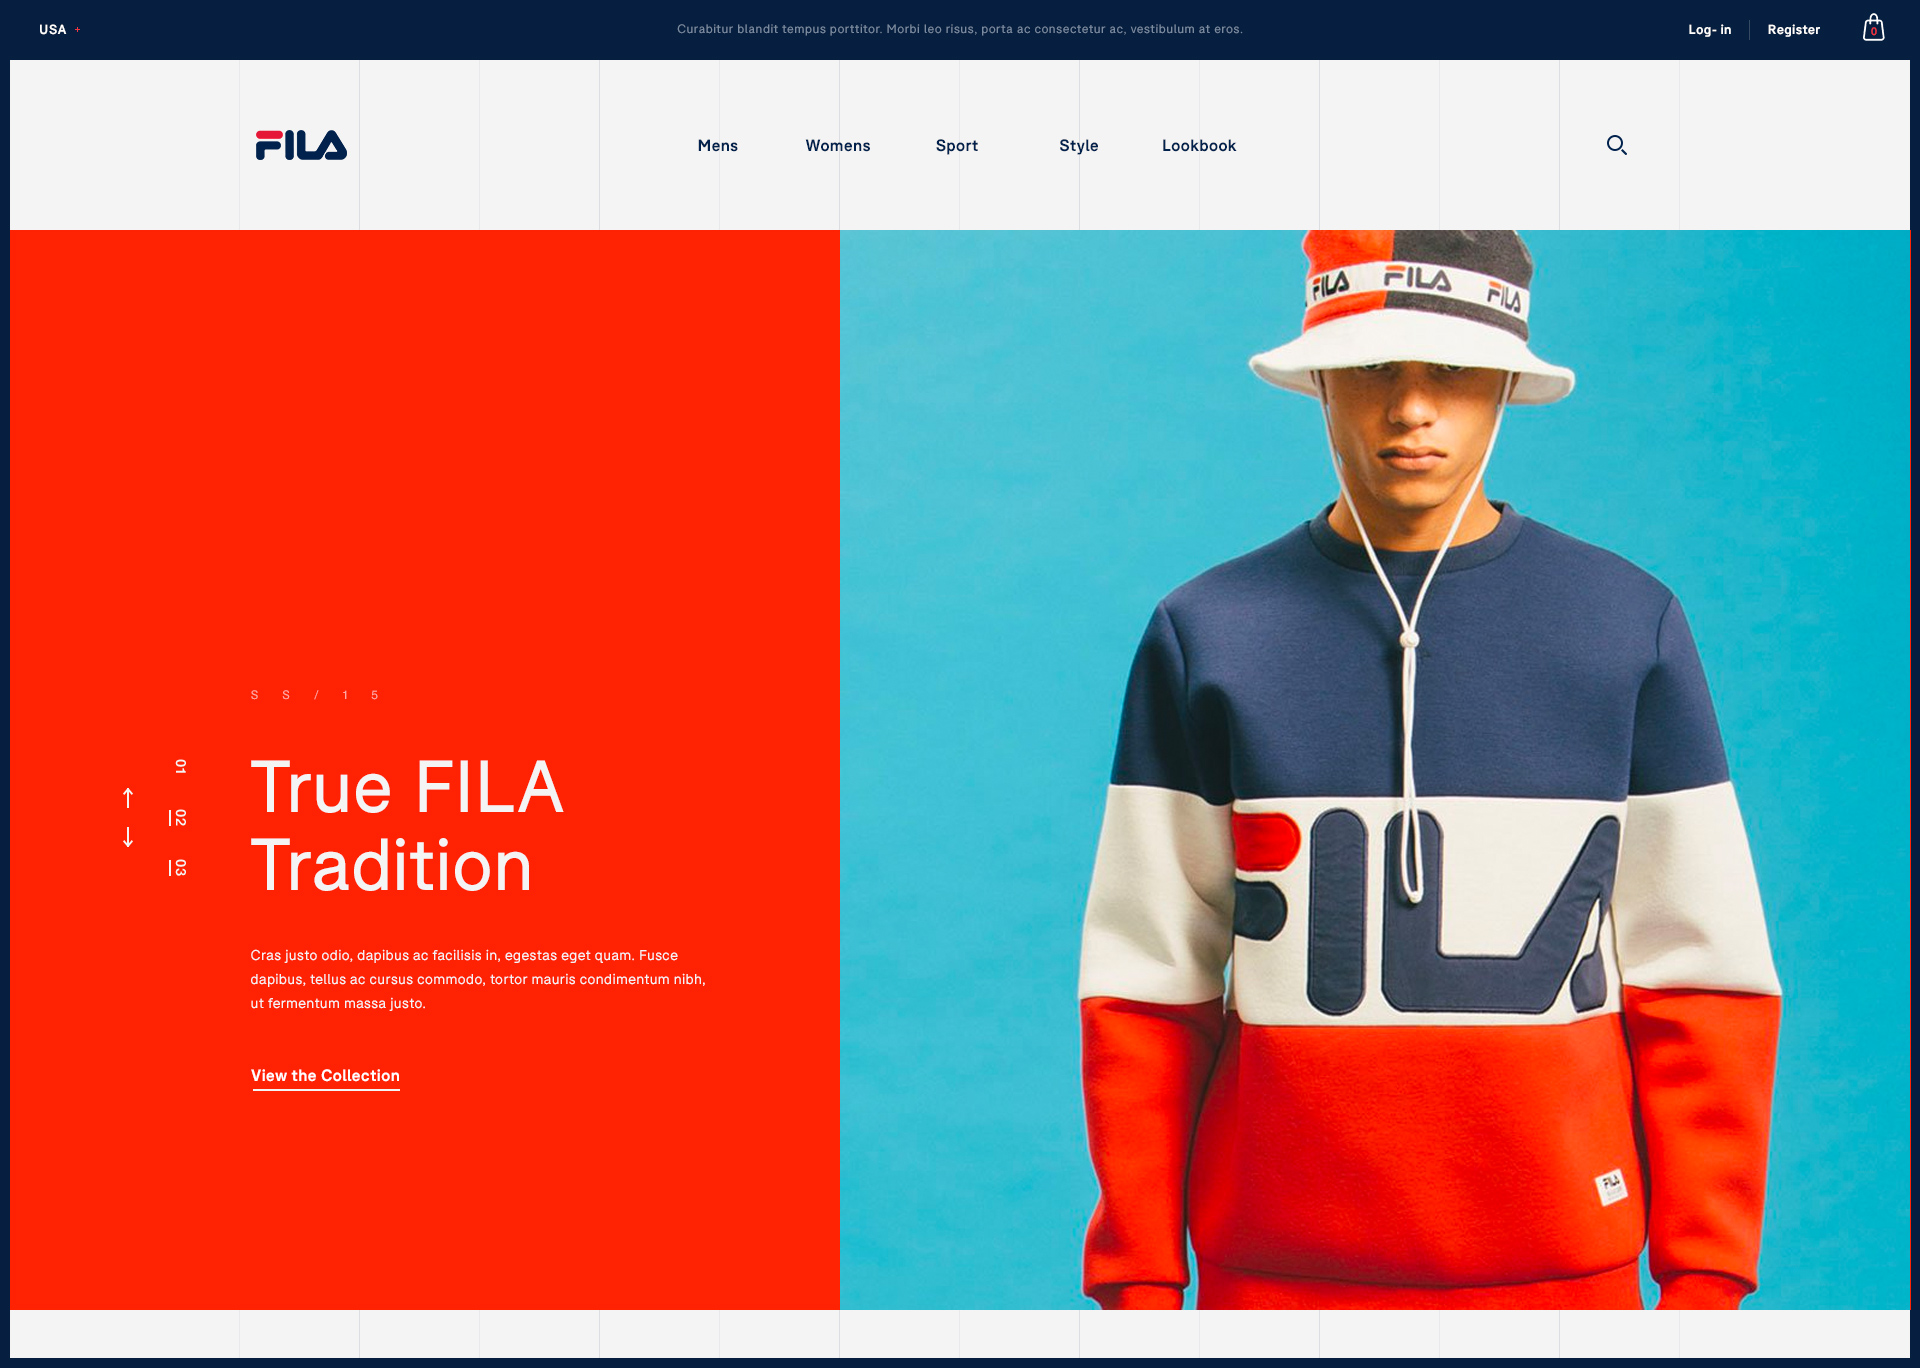 USA +
Curabitur blandit tempus porttitor. Morbi leo risus, porta ac consectetur ac, vestibulum at eros.
Log- in
Register
0
FILA
Mens
Womens
Sport
Style
Lookbook
FILA FILA FILA
SS/15
01
02
03
True FILA
Tradition
Cras justo odio, dapibus ac facilisis in, egestas eget quam. Fusce
dapibus, tellus ac cursus commodo, tortor mauris condimentum nibh,
ut fermentum massa justo.
View the Collection
FILA
FILA